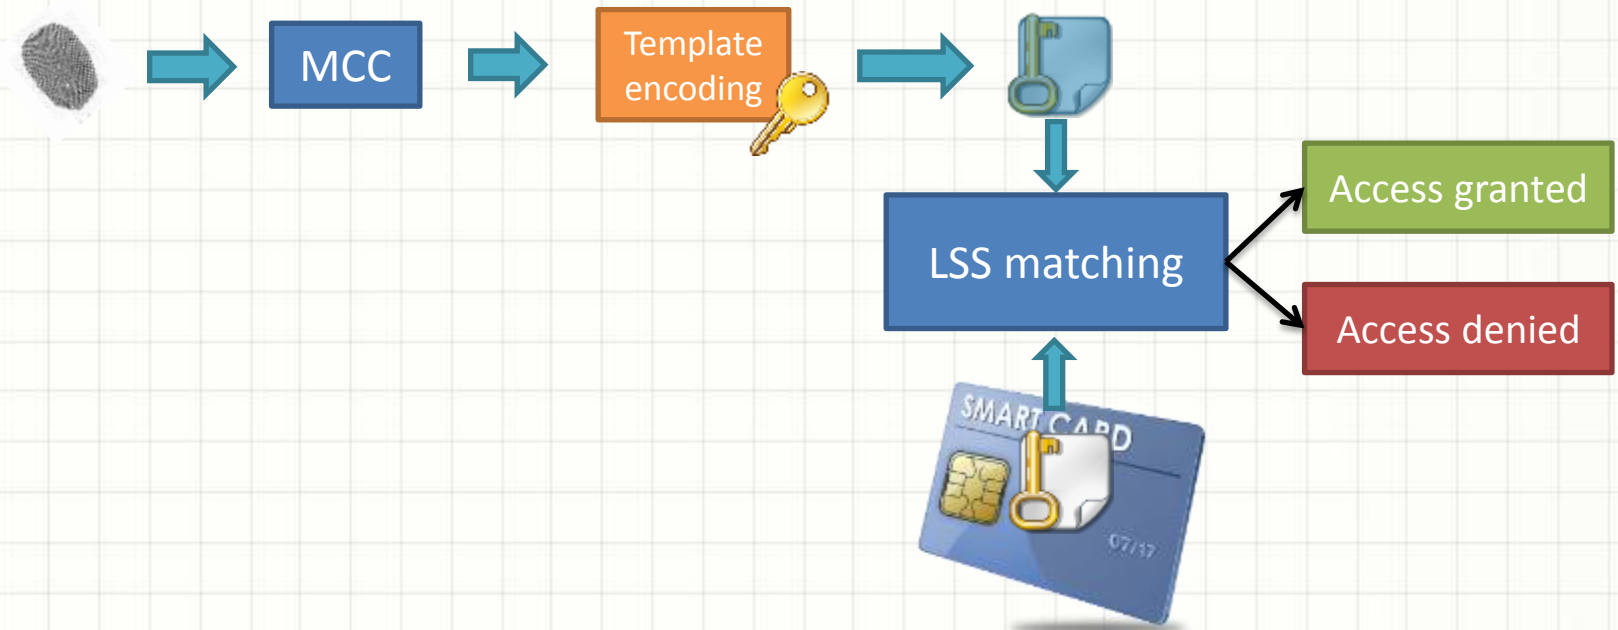 MCC
Template
encoding
LSS matching
Access granted
Access denied
SMART CARD
07/17